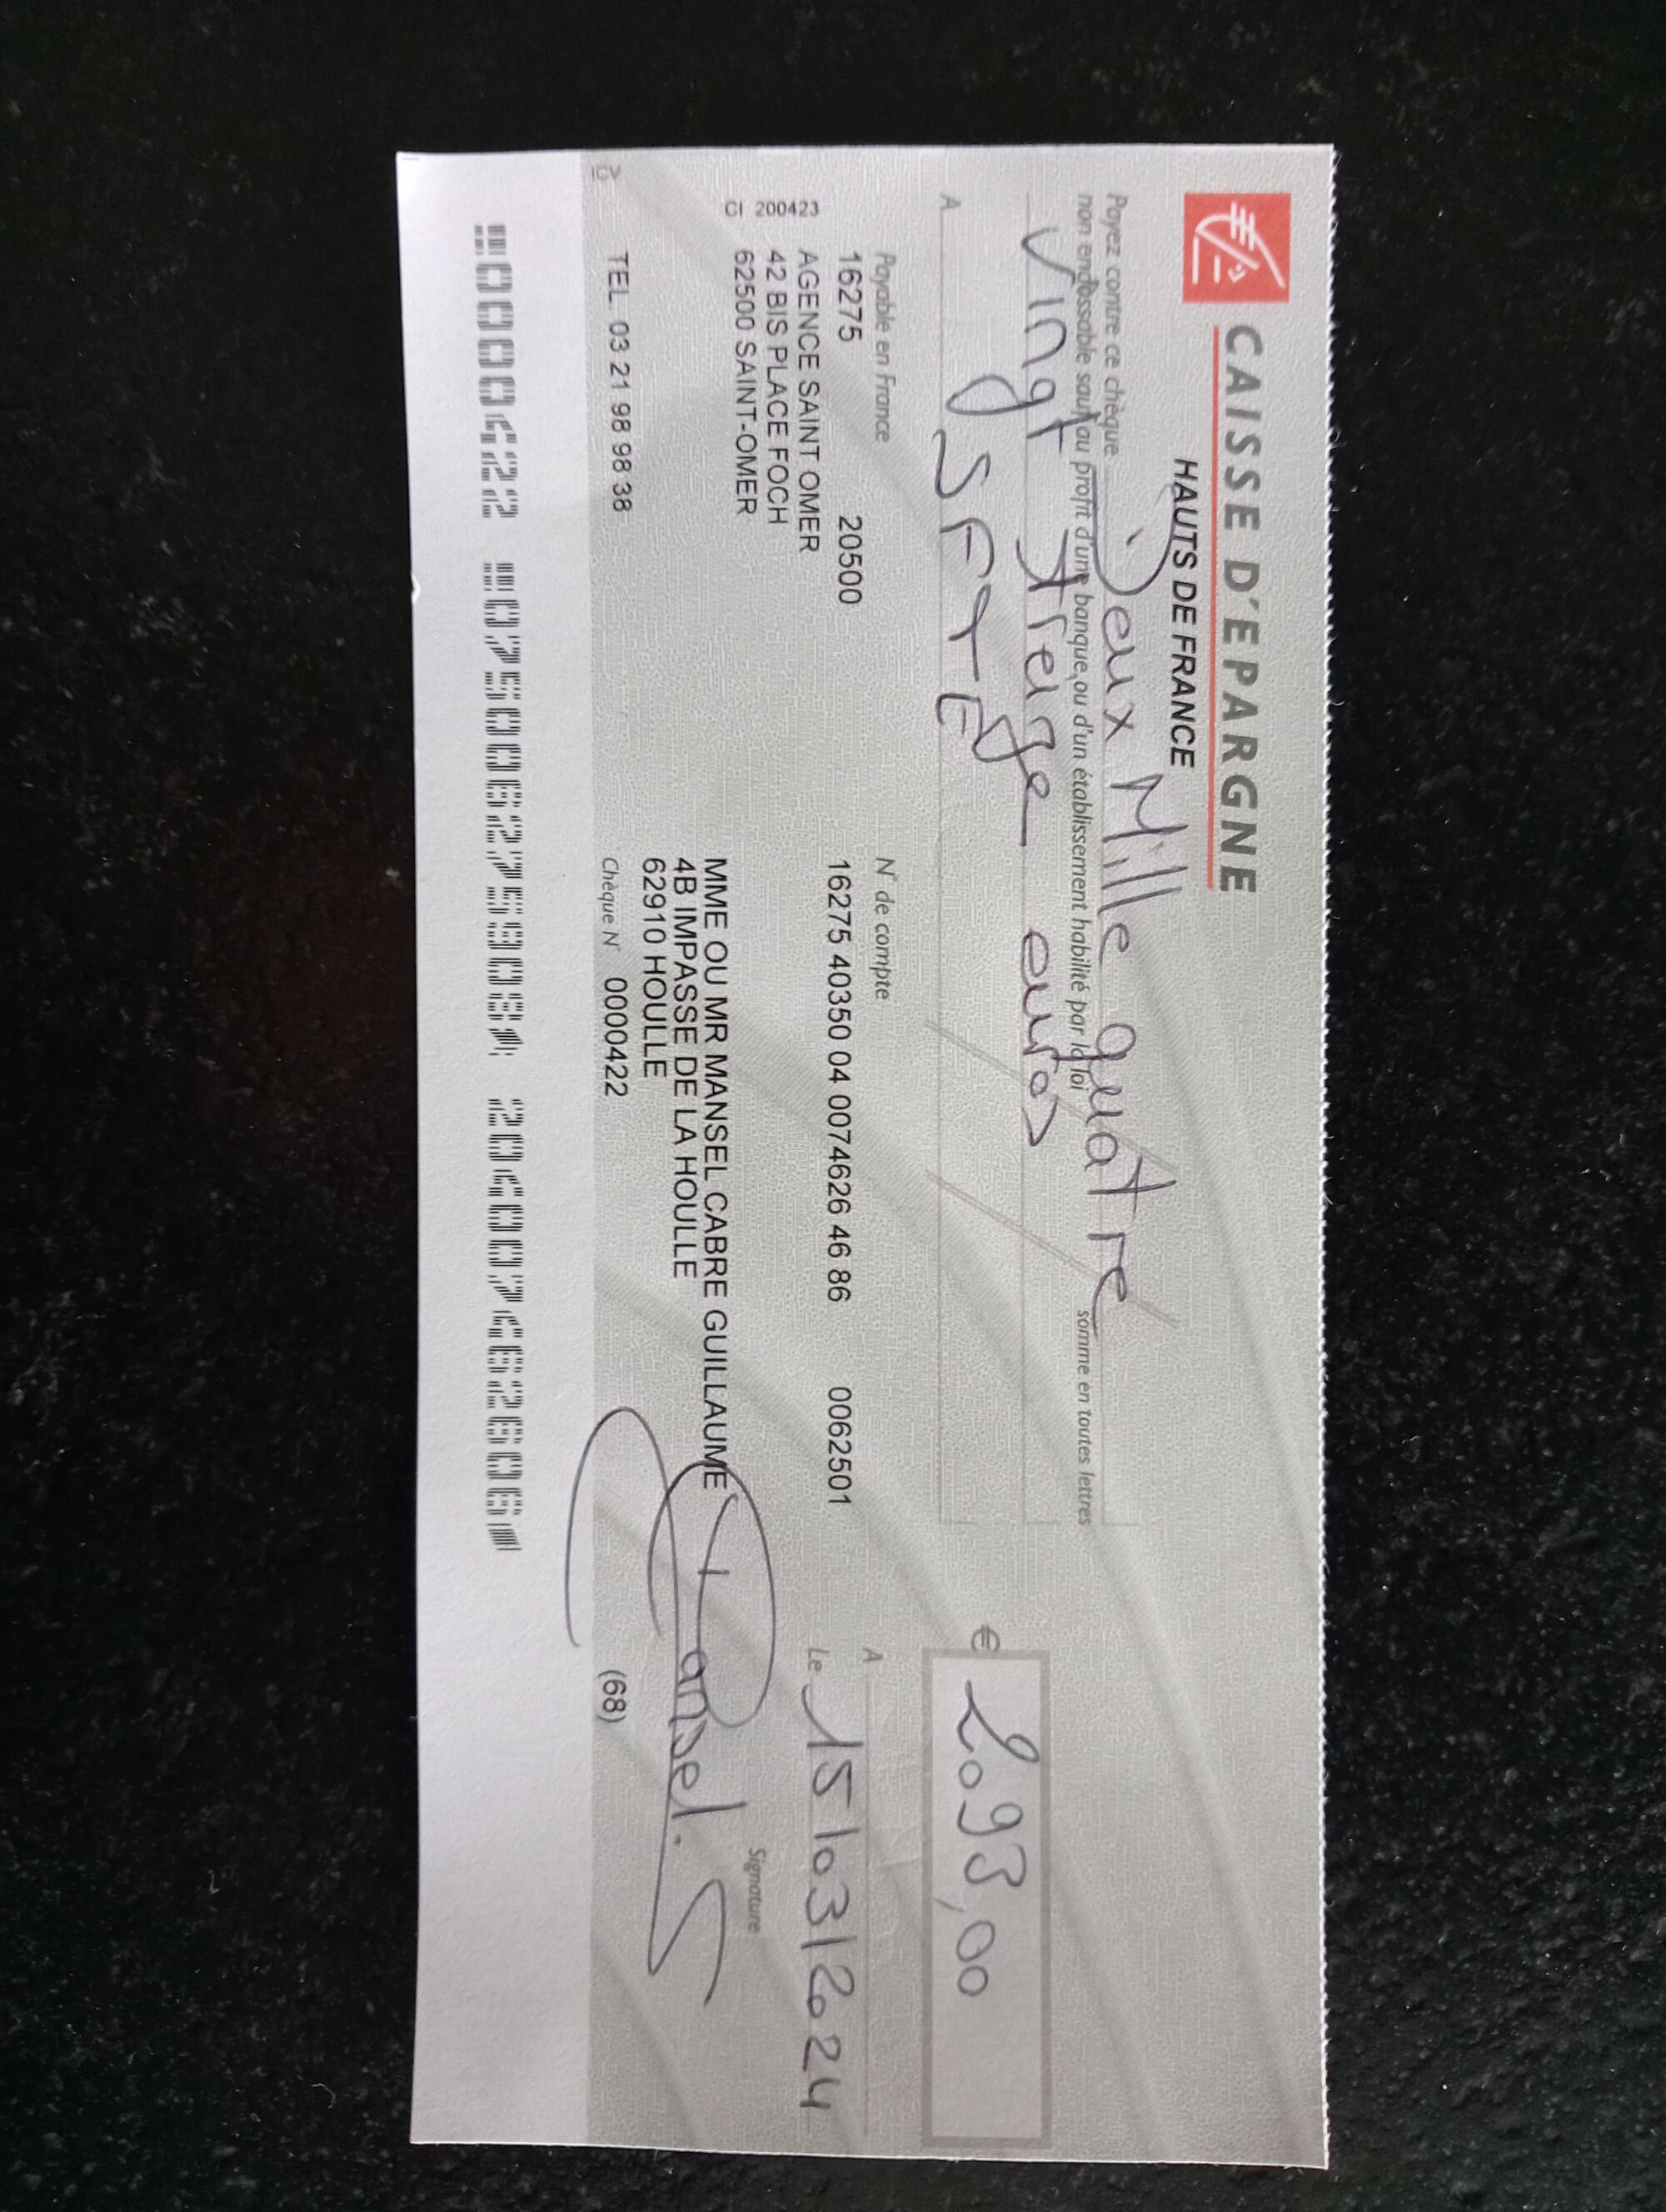 CAISSE D'EPARGNE
HAUTS DE FRANCE
Payez contre ce chèque Deux Mille quatre
non endossable sauf au profit d'une banque ou d'un établissement habilité par la loi
somme en toutes lettres
vingt treize euros
€ 2093,00
A SFTE
Payable en France
N° de compte
A
16275 20500
16275 40350 04 0074626 46 86 0062501
Le 15/03/2024
AGENCE SAINT OMER
42 BIS PLACE FOCH
CI 200423
62500 SAINT-OMER
MME OU MR MANSEL CABRE GUILLAUME
4B IMPASSE DE LA HOULLE
62910 HOULLE
Signature
Mansel.
TEL 03 21 98 98 38
Chèque N° 0000422
(68)
ICV
0000422 075006275908 204007462606